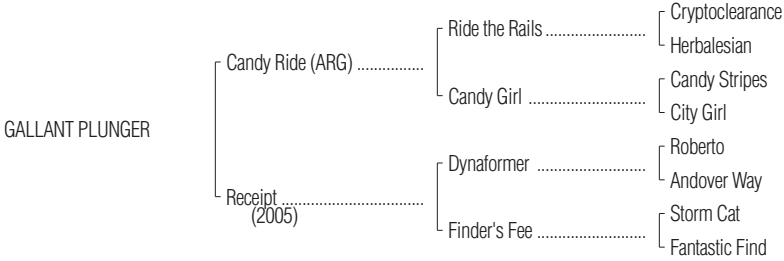 Cryptoclearance
Ride the Rails ........................
Herbalesian
Candy Ride (ARG) ................
Candy Stripes
Candy Girl ............................
City Girl
GALLANT PLUNGER
Roberto
Dynaformer ..........................
Andover Way
Receipt ..................................
(2005)
Storm Cat
Finder's Fee ..........................
Fantastic Find